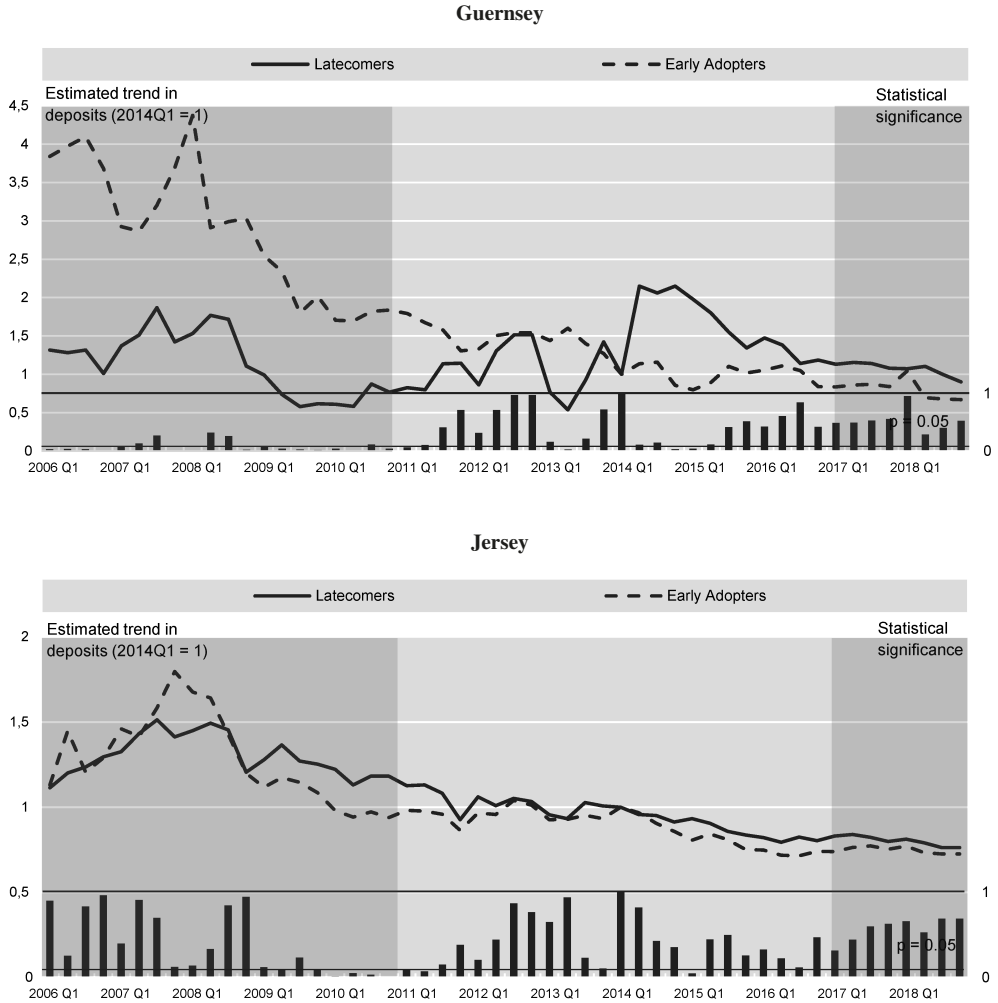 Guernsey
Latecomers Early Adopters
Estimated trend in
deposits (2014Q1 = 1)
Statistical
significance
4,5
4
3,5
3
2,5
2
1,5
1
0,5
0
1
p = 0.05
0
2006 Q1 2007 Q1 2008 Q1 2009 Q1 2010 Q1 2011 Q1 2012 Q1 2013 Q1 2014 Q1 2015 Q1 2016 Q1 2017 Q1 2018 Q1
Jersey
Latecomers Early Adopters
Estimated trend in
deposits (2014Q1 = 1)
Statistical
significance
2
1,5
1
0,5
0
1
p = 0.05
0
2006 Q1 2007 Q1 2008 Q1 2009 Q1 2010 Q1 2011 Q1 2012 Q1 2013 Q1 2014 Q1 2015 Q1 2016 Q1 2017 Q1 2018 Q1